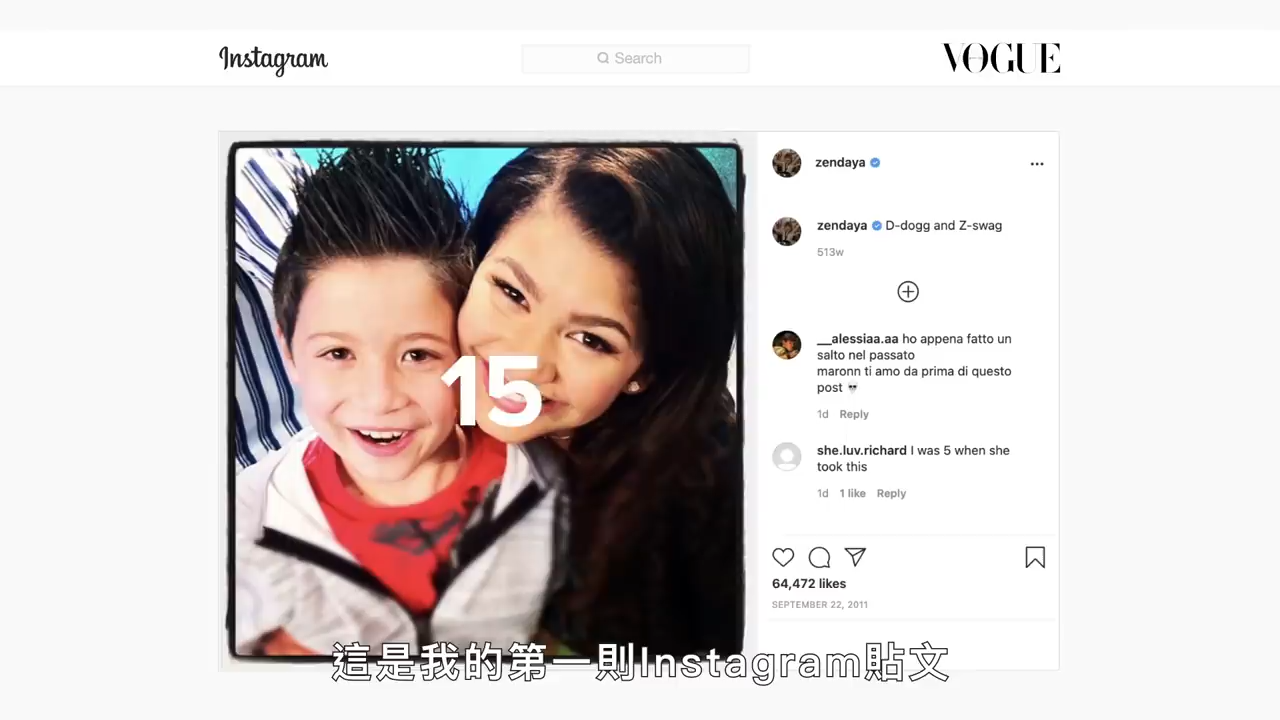 Instagram
Search
VOGUE
zendaya
zendaya D-dogg and Z-swag
513w
15
__alessiaa.aa ho appena fatto un
salto nel passato
maronn ti amo da prima di questo
post 💀
1d Reply
she.luv.richard I was 5 when she
took this
1d 1 like Reply
64,472 likes
SEPTEMBER 22, 2011
這是我的第一則Instagram貼文